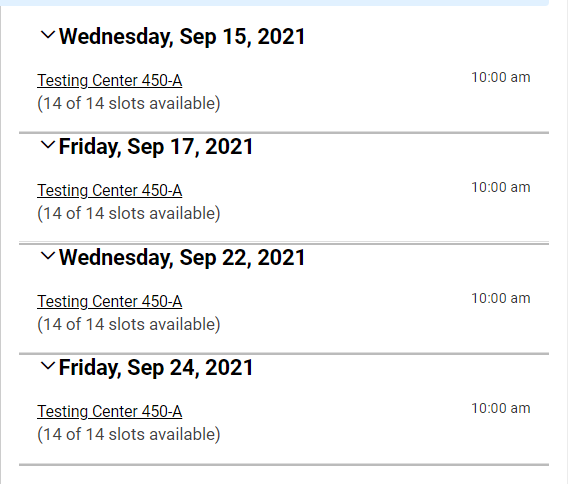 Wednesday, Sep 15, 2021
Testing Center 450-A 10:00 am
(14 of 14 slots available)
Friday, Sep 17, 2021
Testing Center 450-A 10:00 am
(14 of 14 slots available)
Wednesday, Sep 22, 2021
Testing Center 450-A 10:00 am
(14 of 14 slots available)
Friday, Sep 24, 2021
Testing Center 450-A 10:00 am
(14 of 14 slots available)